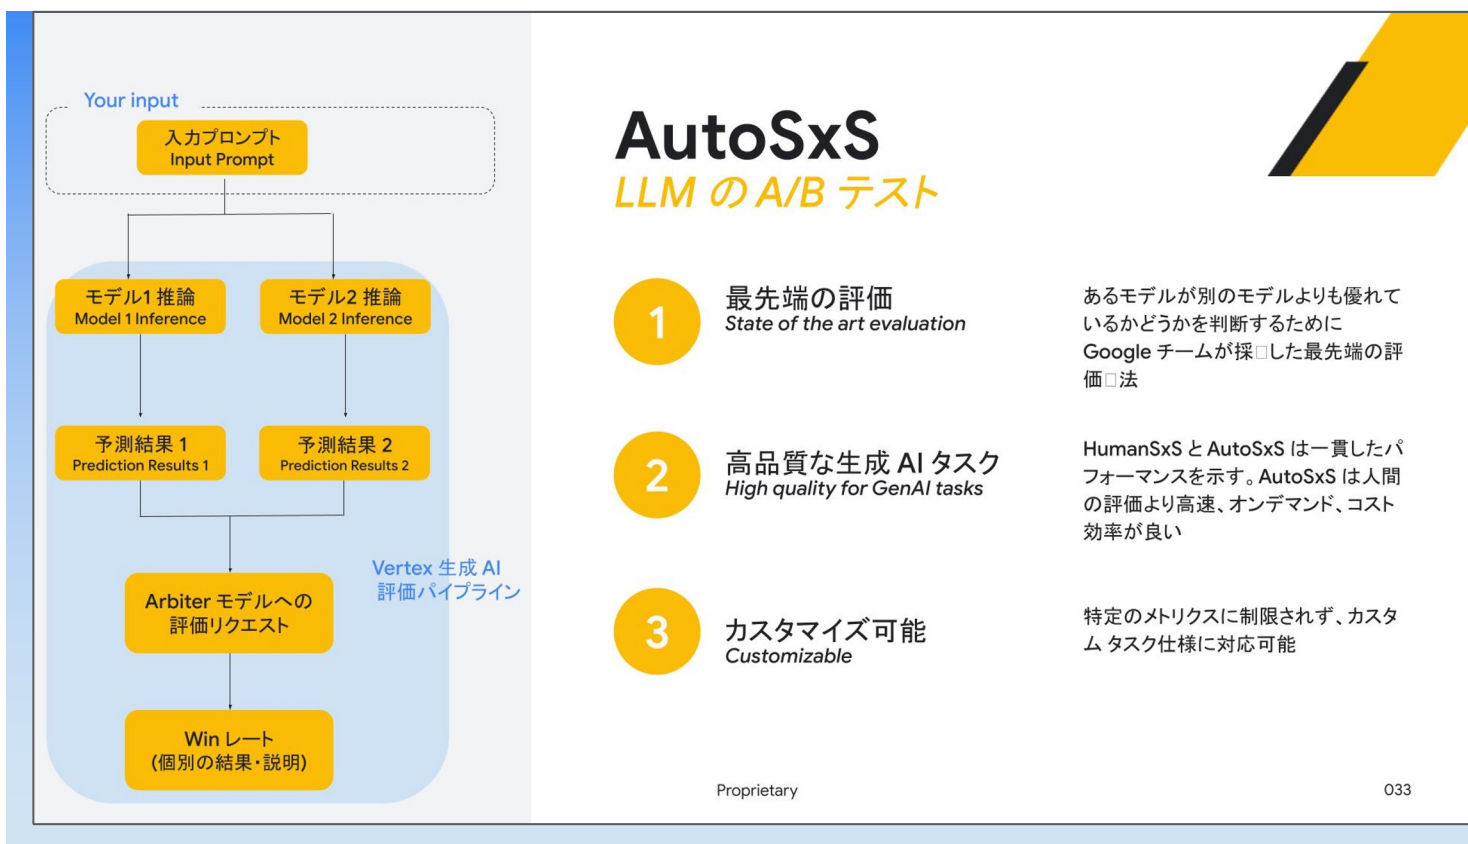 Your input
入力プロンプト
Input Prompt
モデル1 推論
Model 1 Inference
モデル2 推論
Model 2 Inference
予測結果 1
Prediction Results 1
予測結果 2
Prediction Results 2
Vertex 生成 AI
評価パイプライン
Arbiter モデルへの
評価リクエスト
Win レート
(個別の結果・説明)
AutoSxS
LLM の A/B テスト
1
最先端の評価
State of the art evaluation
あるモデルが別のモデルよりも優れて
いるかどうかを判断するために
Google チームが採□した最先端の評
価□法
2
高品質な生成 AI タスク
High quality for GenAI tasks
HumanSxS と AutoSxS は一貫したパ
フォーマンスを示す。AutoSxS は人間
の評価より高速、オンデマンド、コスト
効率が良い
3
カスタマイズ可能
Customizable
特定のメトリクスに制限されず、カスタ
ム タスク仕様に対応可能
Proprietary
033